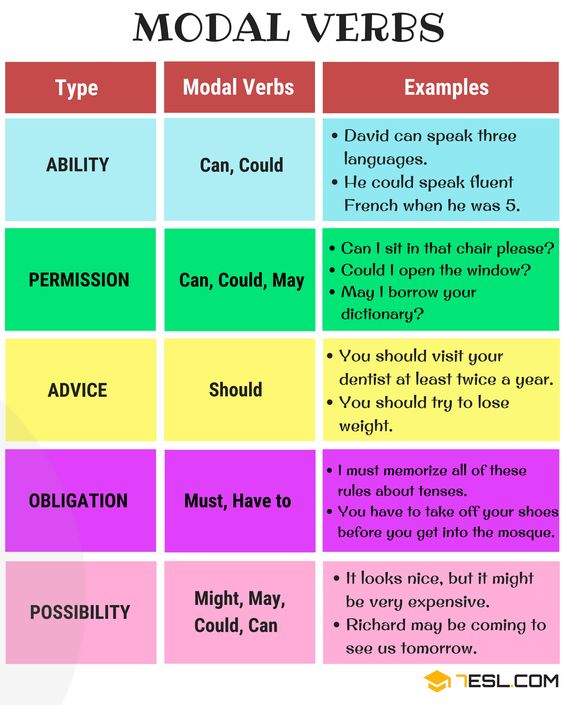 MODAL VERBS
Type
Modal Verbs
Examples
ABILITY
Can, Could
• David can speak three
languages.
• He could speak fluent
French when he was 5.
PERMISSION
Can, Could, May
• Can I sit in that chair please?
• Could I open the window?
• May I borrow your
dictionary?
ADVICE
Should
• You should visit your
dentist at least twice a year.
• You should try to lose
weight.
OBLIGATION
Must, Have to
• I must memorize all of these
rules about tenses.
• You have to take off your shoes
before you get into the mosque.
POSSIBILITY
Might, May,
Could, Can
• It looks nice, but it might
be very expensive.
• Richard may be coming to
see us tomorrow.
7ESL.COM